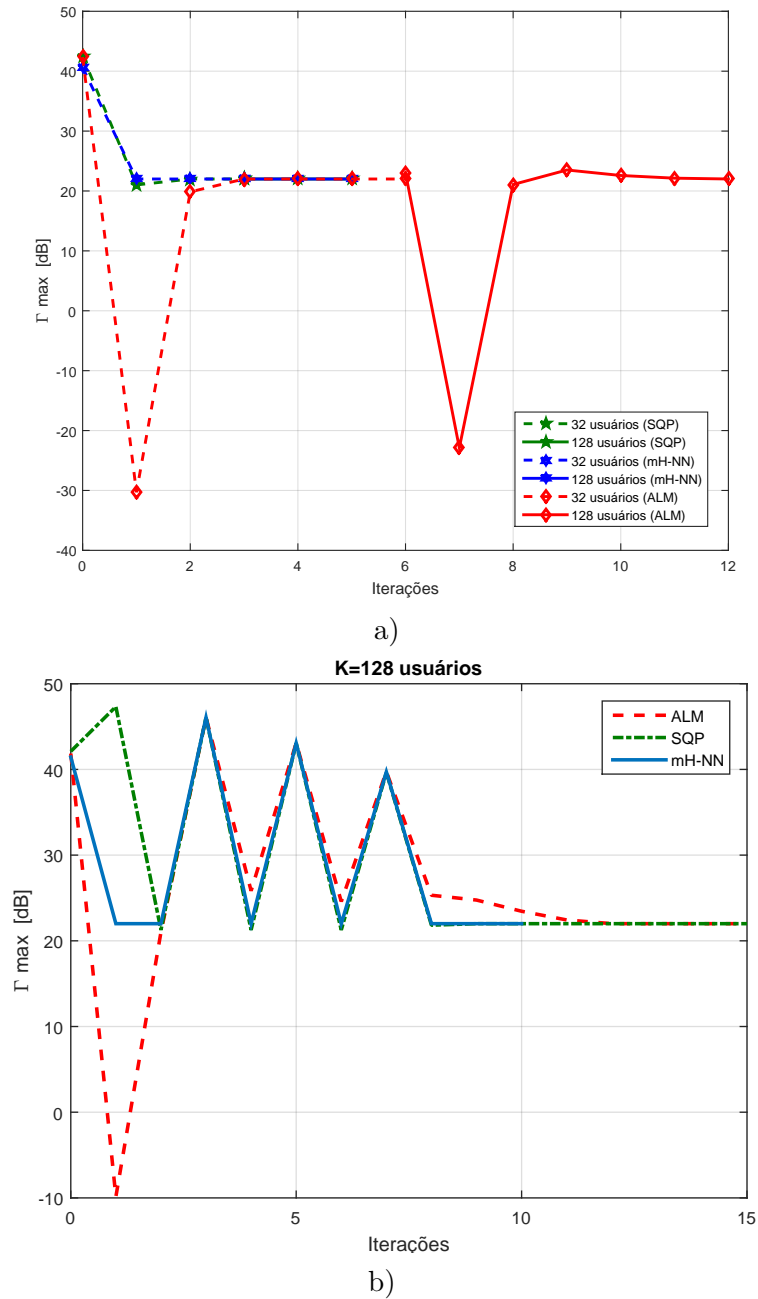 50
40
30
20
10
0
-10
-20
-30
-40
Γ max [dB]
0 2 4 6 8 10 12
Iterações
32 usuários (SQP)
128 usuários (SQP)
32 usuários (mH-NN)
128 usuários (mH-NN)
32 usuários (ALM)
128 usuários (ALM)
a)
K=128 usuários
50
40
30
20
10
0
-10
Γ max [dB]
0 5 10 15
Iterações
ALM
SQP
mH-NN
b)